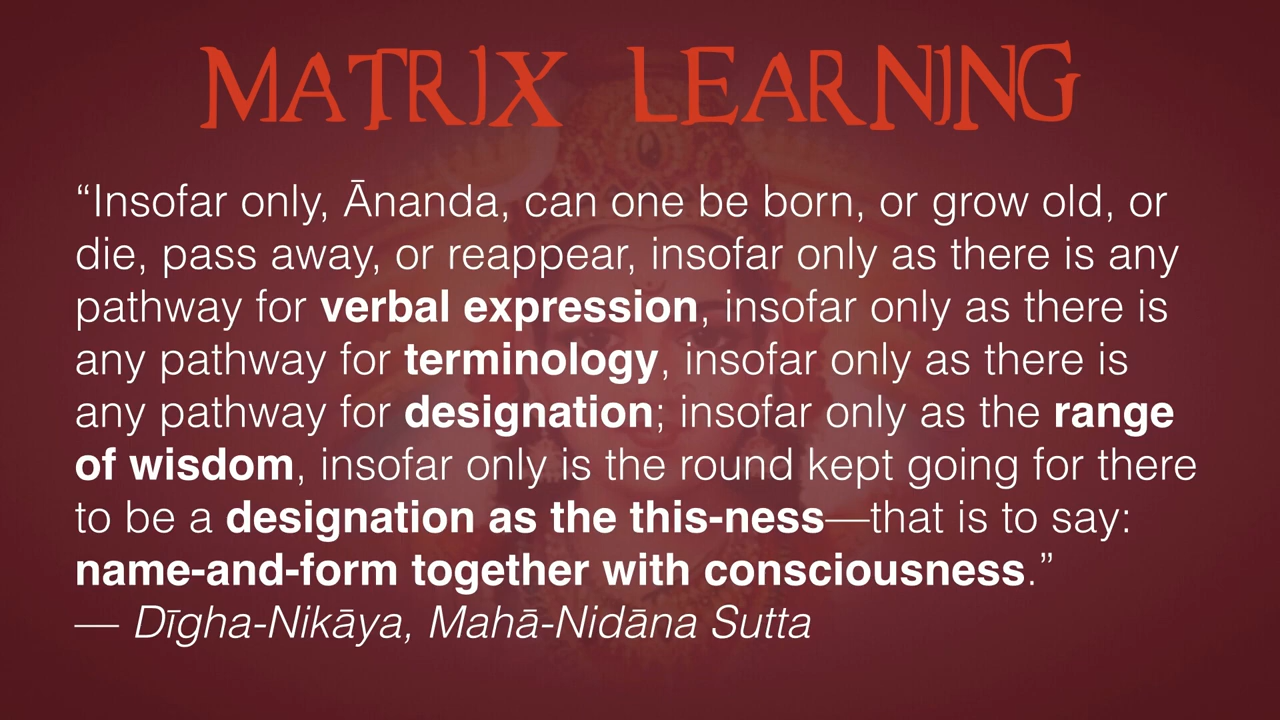 MATRIX LEARNING
“Insofar only, Ānanda, can one be born, or grow old, or
die, pass away, or reappear, insofar only as there is any
pathway for verbal expression, insofar only as there is
any pathway for terminology, insofar only as there is
any pathway for designation; insofar only as the range
of wisdom, insofar only is the round kept going for there
to be a designation as the this-ness—that is to say:
name-and-form together with consciousness.”
— Dīgha-Nikāya, Mahā-Nidāna Sutta